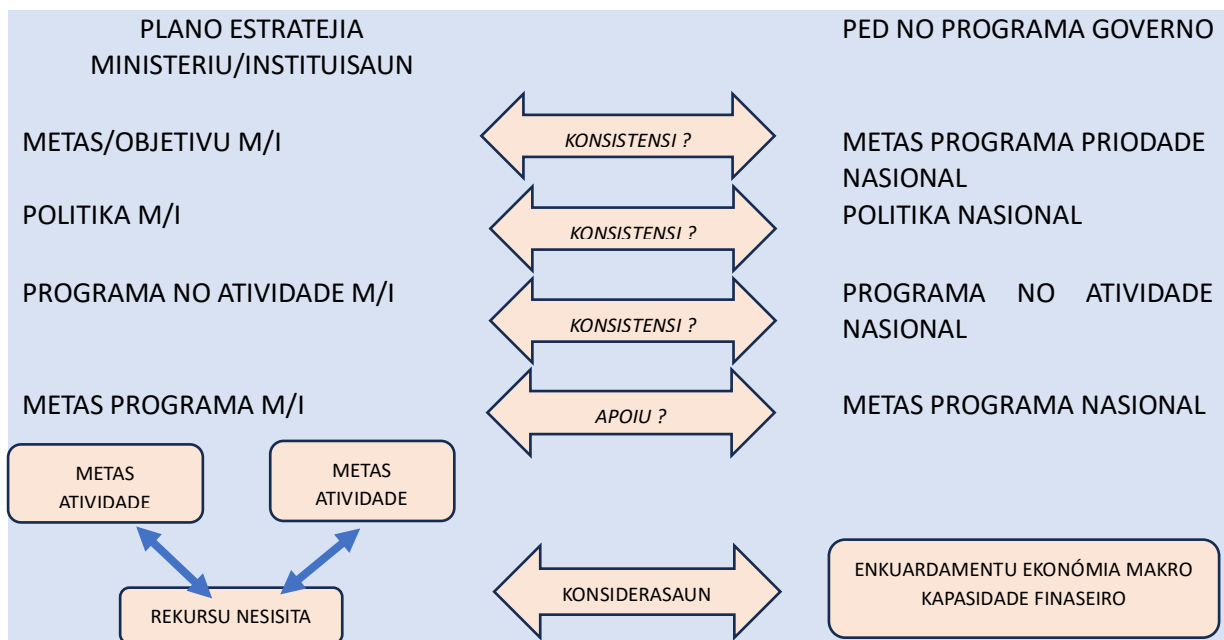 PLANO ESTRATEJIA
MINISTERIU/INSTITUISAUN
PED NO PROGRAMA GOVERNO
METAS/OBJETIVU M/I
KONSISTENSI ?
METAS PROGRAMA PRIODADE
NASIONAL
POLITIKA M/I
KONSISTENSI ?
POLITIKA NASIONAL
PROGRAMA NO ATIVIDADE M/I
KONSISTENSI ?
PROGRAMA NO ATIVIDADE
NASIONAL
METAS PROGRAMA M/I
APOIU ?
METAS PROGRAMA NASIONAL
METAS
ATIVIDADE
METAS
ATIVIDADE
REKURSU NESISITA
KONSIDERASAUN
ENKUARDAMENTU EKONÓMIA MAKRO
KAPASIDADE FINASEIRO